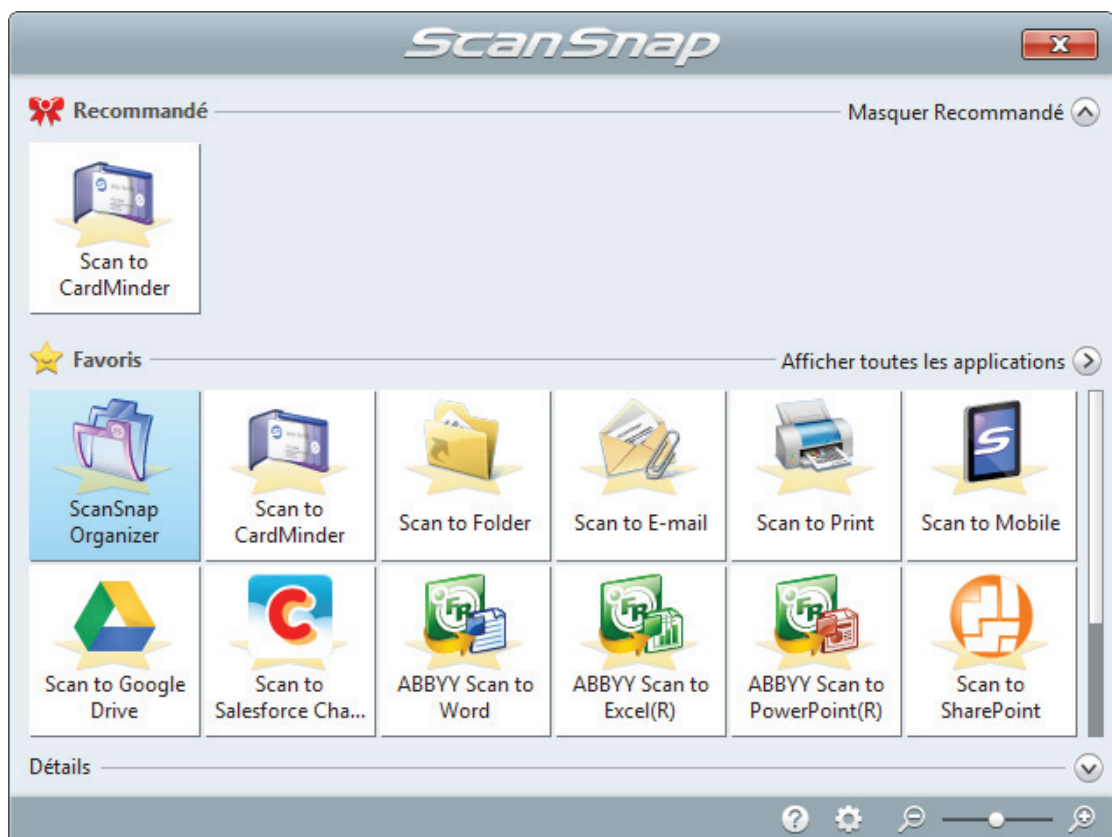 ScanSnap
Recommandé
Masquer Recommandé
Scan to
CardMinder
Favoris
Afficher toutes les applications
ScanSnap
Organizer
Scan to
CardMinder
Scan to Folder
Scan to E-mail
Scan to Print
Scan to Mobile
Scan to Google
Drive
Scan to
Salesforce Cha...
ABBYY Scan to
Word
ABBYY Scan to
Excel(R)
ABBYY Scan to
PowerPoint(R)
Scan to
SharePoint
Détails